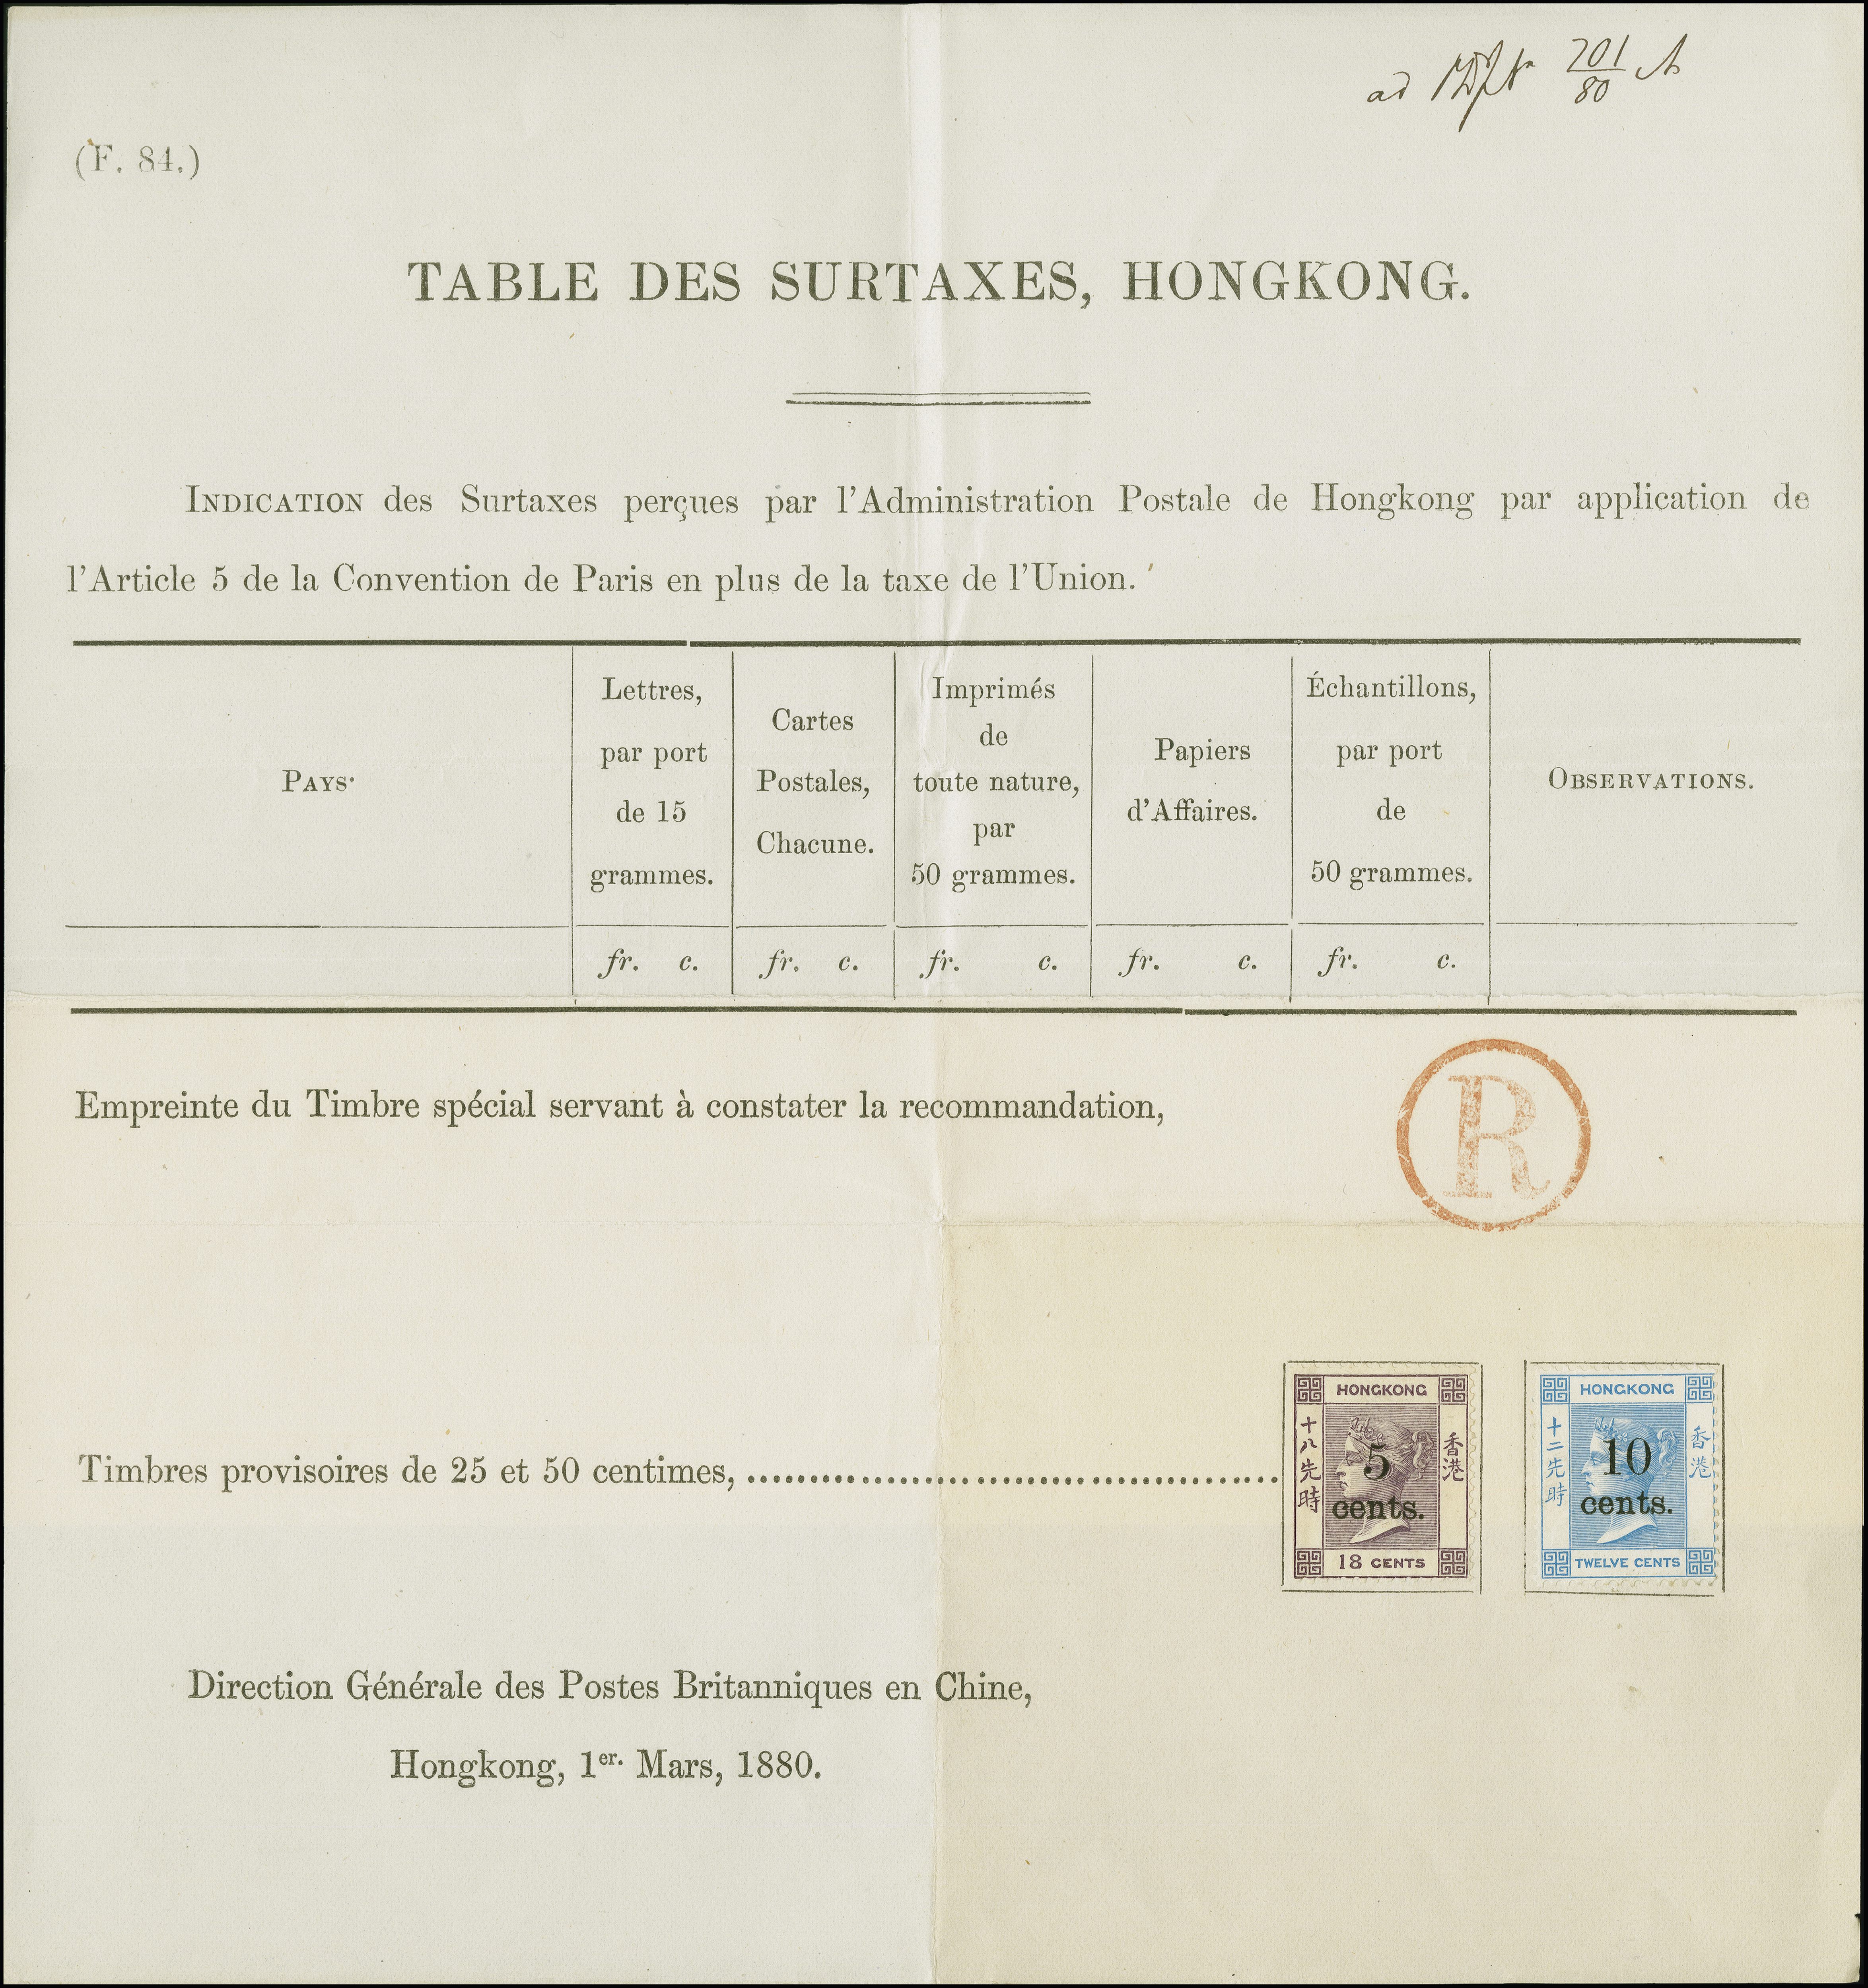 ad 201/80 A
(F. 84.)
TABLE DES SURTAXES, HONGKONG.
INDICATION des Surtaxes perçues par l'Administration Postale de Hongkong par application de
l'Article 5 de la Convention de Paris en plus de la taxe de l'Union.
PAYS·
Lettres,
par port
de 15
grammes.
Cartes
Postales,
Chacune.
Imprimés
de
toute nature,
par
50 grammes.
Papiers
d'Affaires.
Échantillons,
par port
de
50 grammes.
OBSERVATIONS.
fr. c. fr. c. fr. c. fr. c. fr. c.
Empreinte du Timbre spécial servant à constater la recommandation,
R
Timbres provisoires de 25 et 50 centimes, ........................................
HONGKONG
十八先時
香港
5
cents.
18 CENTS
HONGKONG
十二先時
香港
10
cents.
TWELVE CENTS
Direction Générale des Postes Britanniques en Chine,
Hongkong, 1er. Mars, 1880.